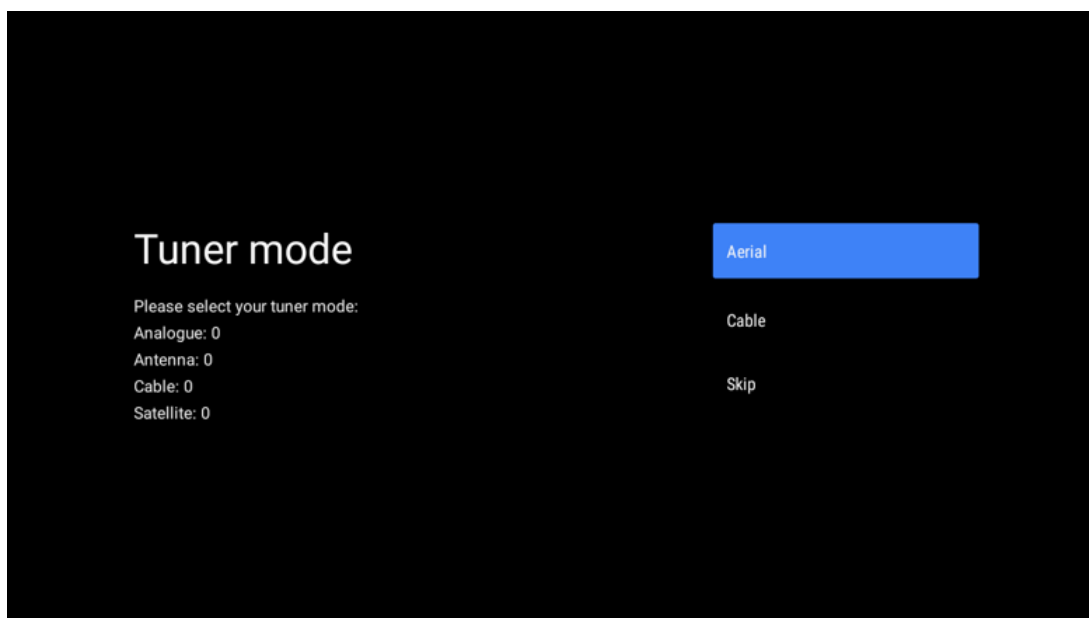 Tuner mode
Please select your tuner mode:
Analogue: 0
Antenna: 0
Cable: 0
Satellite: 0
Aerial
Cable
Skip